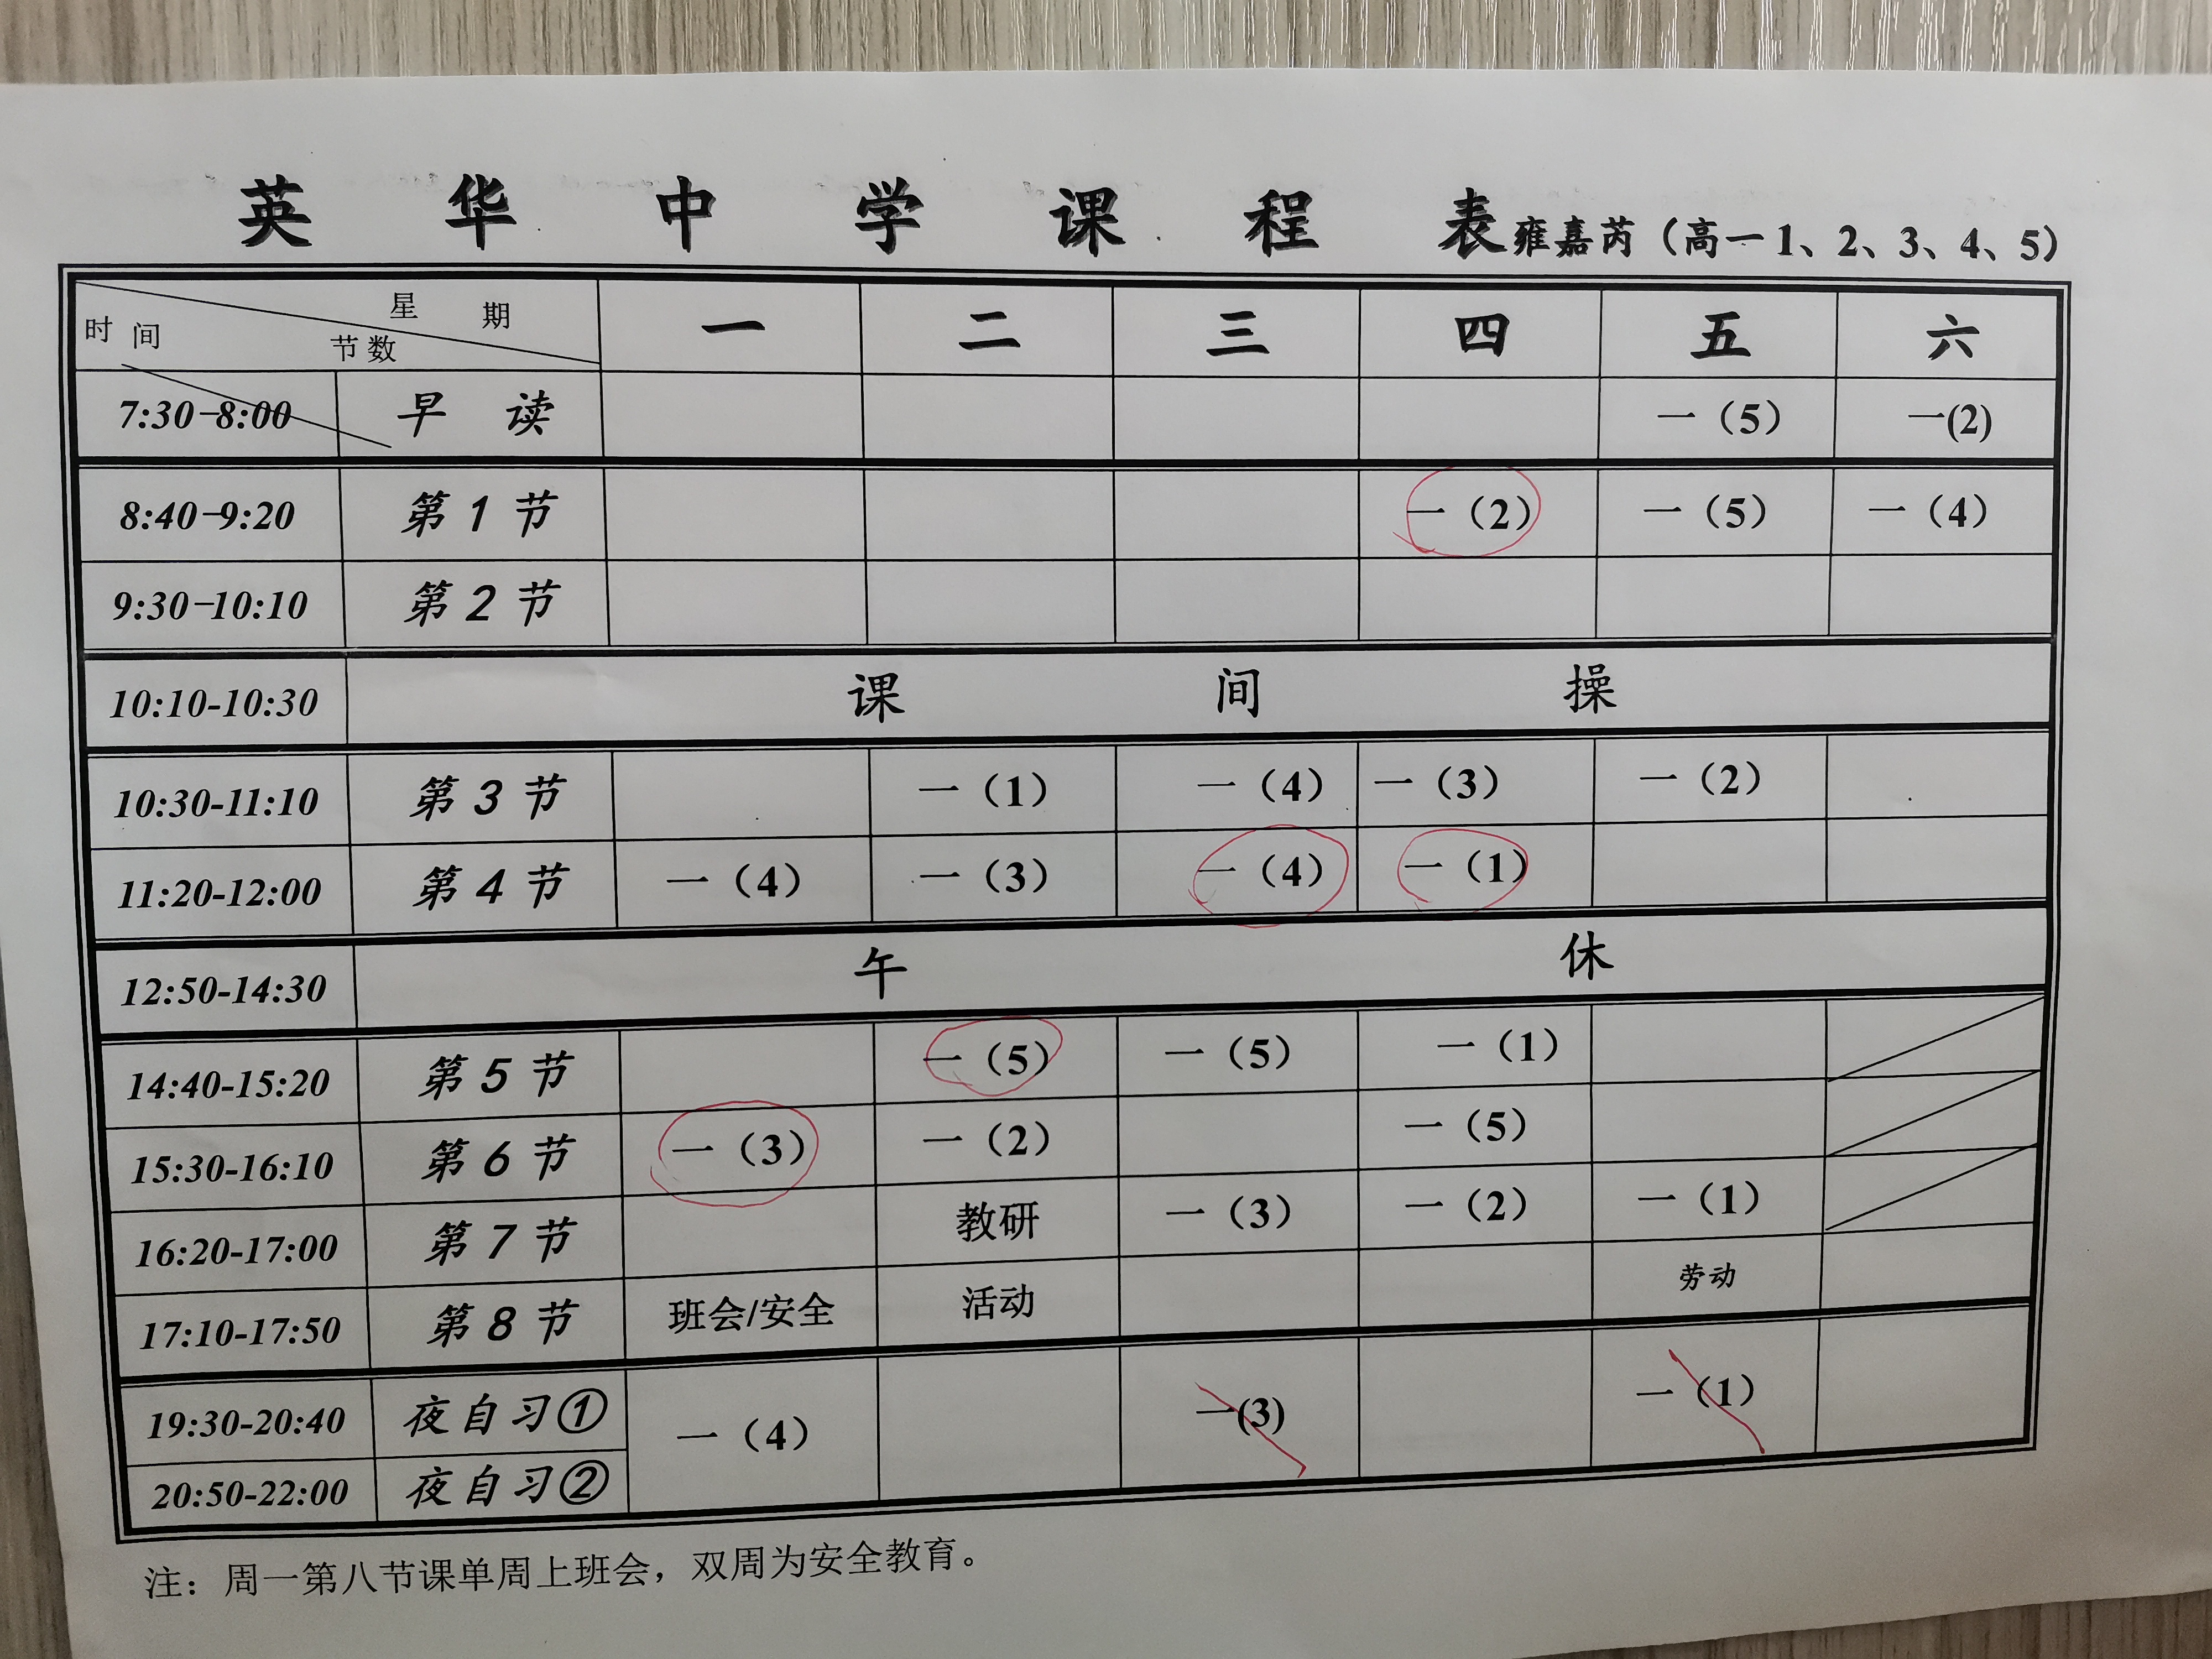 英华中学课程表雍嘉芮（高一1、2、3、4、5）
时间 节数 星期 一 二 三 四 五 六
7:30-8:00 早读 一（5） 一(2)
8:40-9:20 第1节 一（2） 一（5） 一（4）
9:30-10:10 第2节
10:10-10:30 课间操
10:30-11:10 第3节 一（1） 一（4） 一（3） 一（2）
11:20-12:00 第4节 一（4） 一（3） 一（4） 一（1）
12:50-14:30 午休
14:40-15:20 第5节 一（5） 一（5） 一（1）
15:30-16:10 第6节 一（3） 一（2） 一（5）
16:20-17:00 第7节 教研 一（3） 一（2） 一（1）
17:10-17:50 第8节 班会/安全 活动 劳动
19:30-20:40 夜自习① 一（4） 一(3) 一（1）
20:50-22:00 夜自习②
注：周一第八节课单周上班会，双周为安全教育。